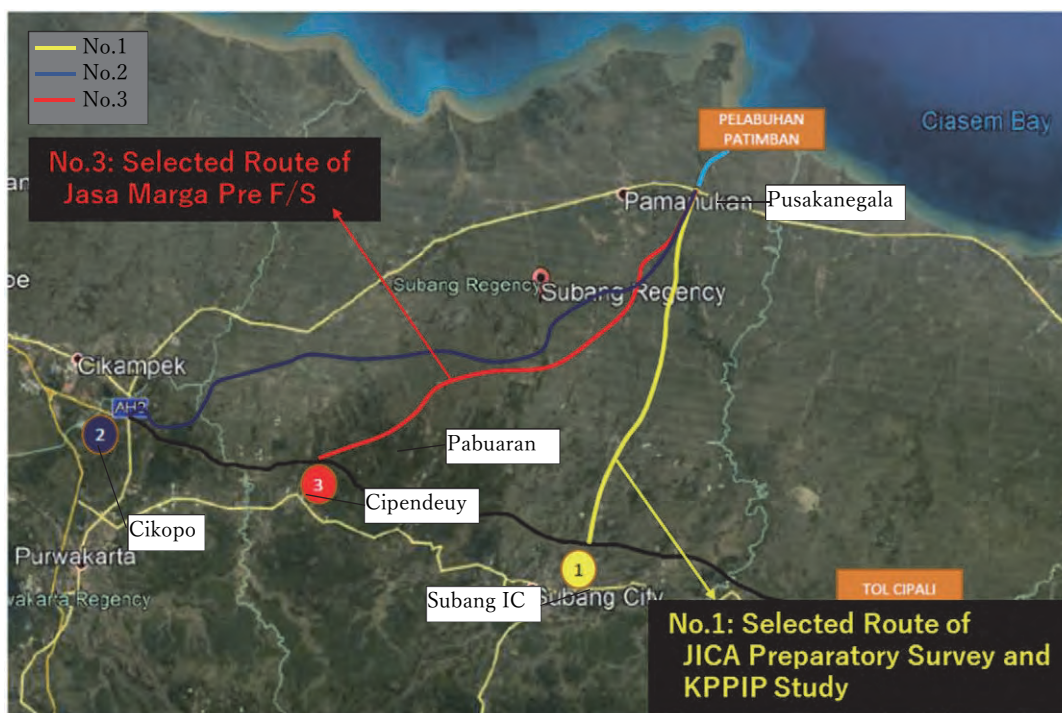 No.1
No.2
No.3
PELABUHAN
PATIMBAN
Ciasem Bay
No.3: Selected Route of
Jasa Marga Pre F/S
Pamanukan
Pusakanegala
Subang Regency
Subang Regency
Cikampek
AH2
2
Pabuaran
3
Cipendeuy
Cikopo
Purwakarta
1
wakarta Regency
Subang IC
Subang City
TOL CIPALI
No.1: Selected Route of
JICA Preparatory Survey and
KPPIP Study